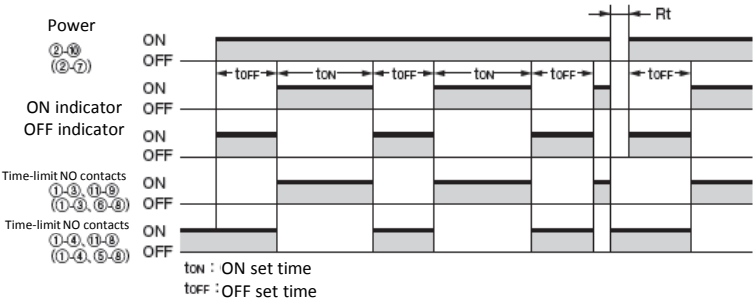 Rt
Power
②-⑩
(②-⑦)
ON
OFF
tOFF tON tOFF tON tOFF tOFF
ON indicator
ON
OFF
OFF indicator
ON
OFF
Time-limit NO contacts
①-③、⑪-⑨
(①-③、⑥-⑧)
ON
OFF
Time-limit NO contacts
①-④、⑪-⑧
(①-④、⑤-⑧)
ON
OFF
tON : ON set time
tOFF : OFF set time